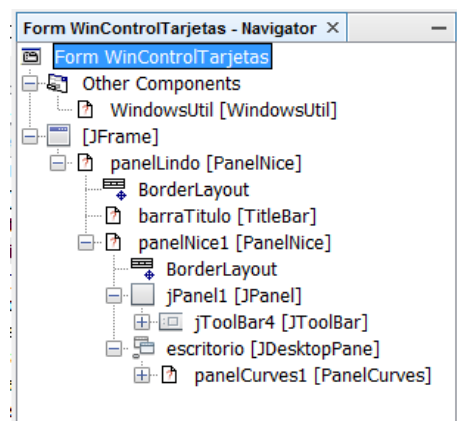 Form WinControlTarjetas - Navigator ×
Form WinControlTarjetas
Other Components
WindowsUtil [WindowsUtil]
[JFrame]
panelLindo [PanelNice]
BorderLayout
barraTitulo [TitleBar]
panelNice1 [PanelNice]
BorderLayout
jPanel1 [JPanel]
jToolBar4 [JToolBar]
escritorio [JDesktopPane]
panelCurves1 [PanelCurves]